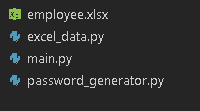 employee.xlsx
excel_data.py
main.py
password_generator.py